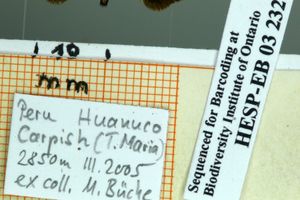 10
mm
Peru Huanuco
Carpish (T. Maria)
2850m III.2005
ex coll. M. Büche
Sequenced for Barcoding at
Biodiversity Institute of Ontario
HESP-EB 03 232